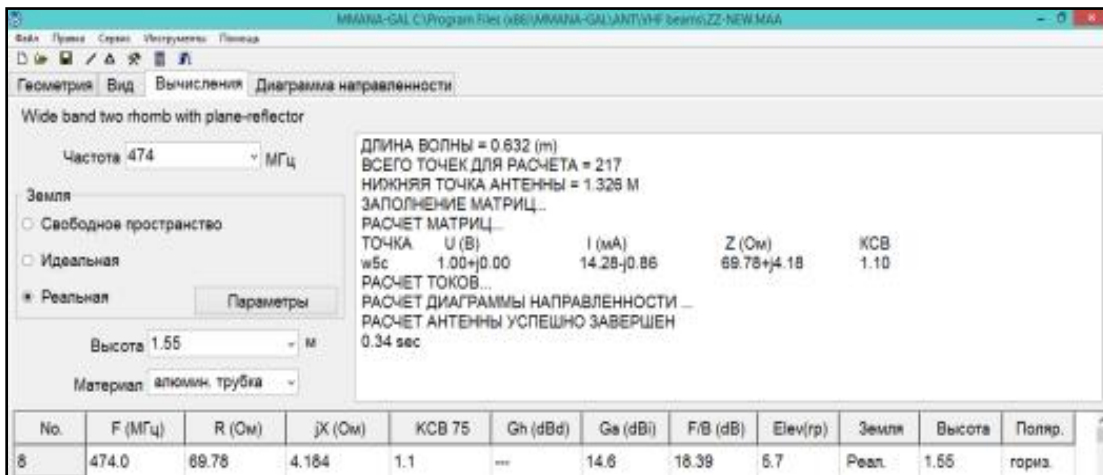 MMANA-GAL C:\Program Files (x86)\MMANA-GAL\ANT\VHF beams\ZZ-NEW.MAA
Файл Правка Сервис Инструменты Помощь
Геометрия Вид Вычисления Диаграмма направленности
Wide band two rhomb with plane-reflector
Частота 474 МГц
Земля
Свободное пространство
Идеальная
Реальная Параметры
Высота 1.55 м
Материал алюмин. трубка
ДЛИНА ВОЛНЫ = 0.632 (m)
ВСЕГО ТОЧЕК ДЛЯ РАСЧЕТА = 217
НИЖНЯЯ ТОЧКА АНТЕННЫ = 1.326 М
ЗАПОЛНЕНИЕ МАТРИЦ...
РАСЧЕТ МАТРИЦ...
ТОЧКА U (В) I (мА) Z (Ом) КСВ
w5c 1.00+j0.00 14.28-j0.86 69.78+j4.18 1.10
РАСЧЕТ ТОКОВ...
РАСЧЕТ ДИАГРАММЫ НАПРАВЛЕННОСТИ ...
РАСЧЕТ АНТЕННЫ УСПЕШНО ЗАВЕРШЕН
0.34 sec
No. F (МГц) R (Ом) jX (Ом) КСВ 75 Gh (dBd) Ga (dBi) F/B (dB) Elev(гр) Земля Высота Поляр.
8 474.0 69.78 4.184 1.1 --- 14.6 18.39 6.7 Реал. 1.55 гориз.